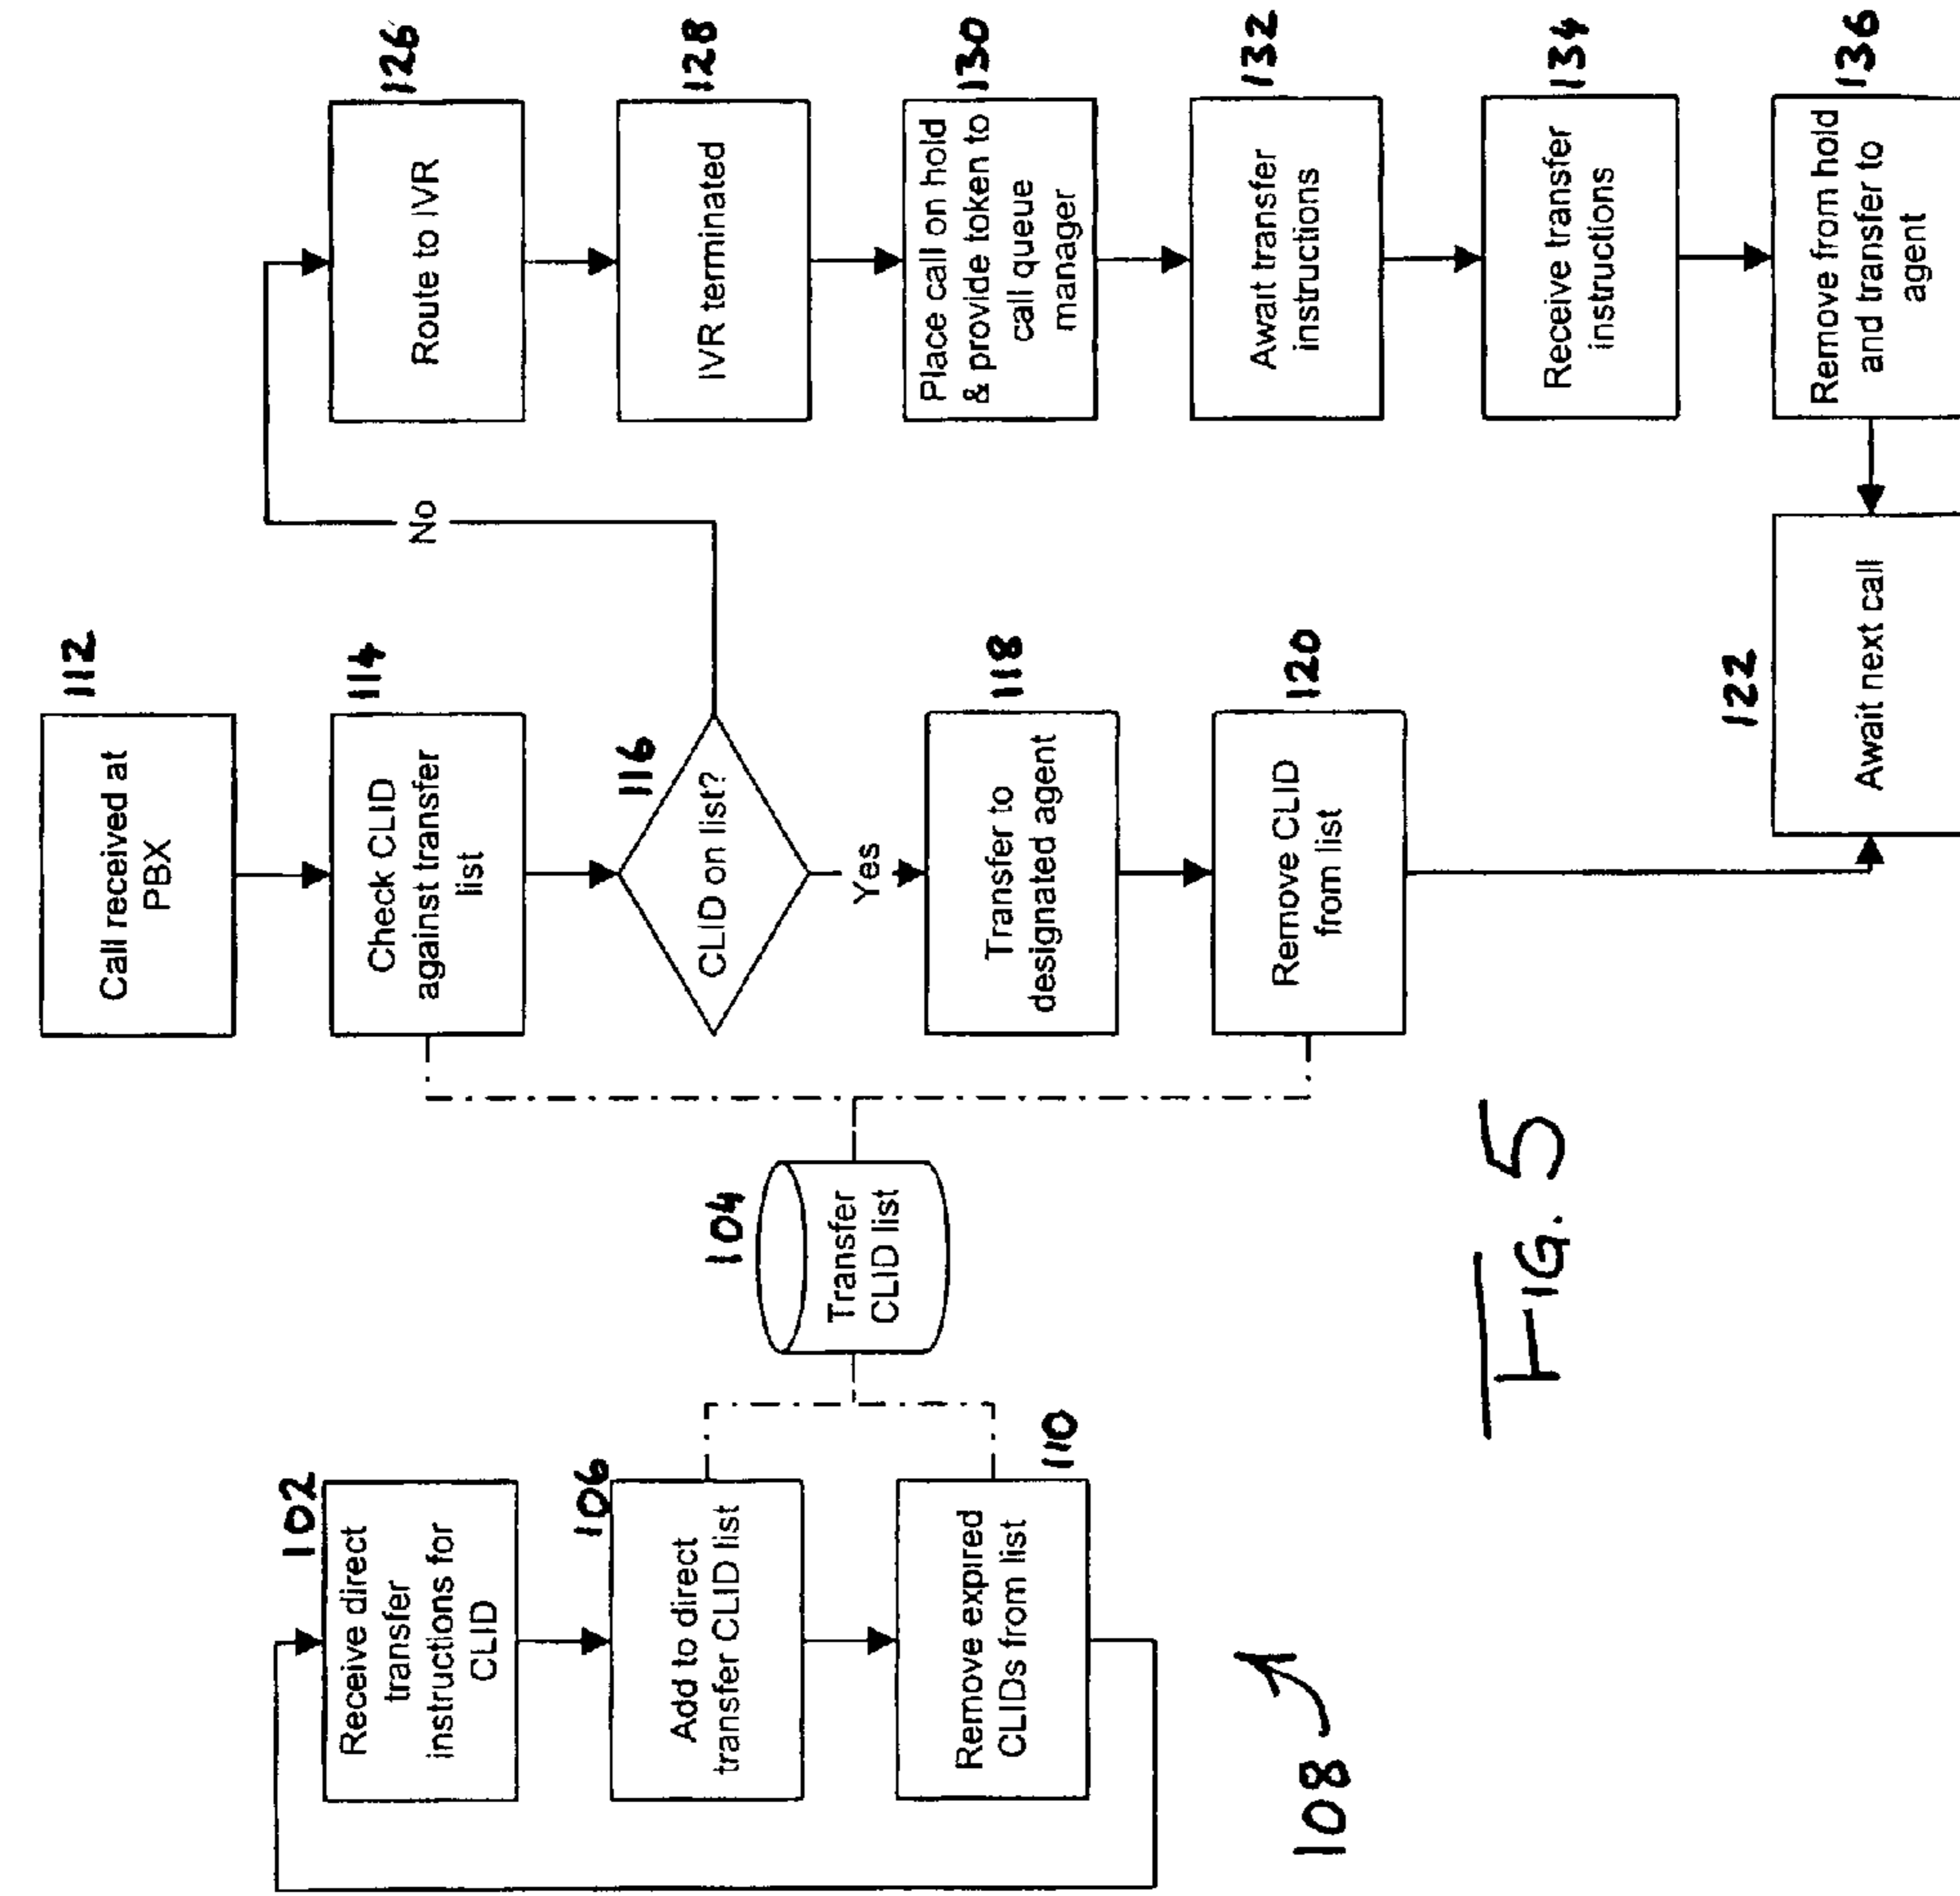 102
Receive direct
transfer
instructions for
CLID
106
Add to direct
transfer CLID list
110
Remove expired
CLIDs from list
108
104
Transfer
CLID list
112
Call received at
PBX
114
Check CLID
against transfer
list
116
CLID on list?
Yes
No
118
Transfer to
designated agent
120
Remove CLID
from list
122
Await next call
126
Route to IVR
128
IVR terminated
130
Place call on hold
& provide token to
call queue
manager
132
Await transfer
instructions
134
Receive transfer
instructions
136
Remove from hold
and transfer to
agent
FIG. 5